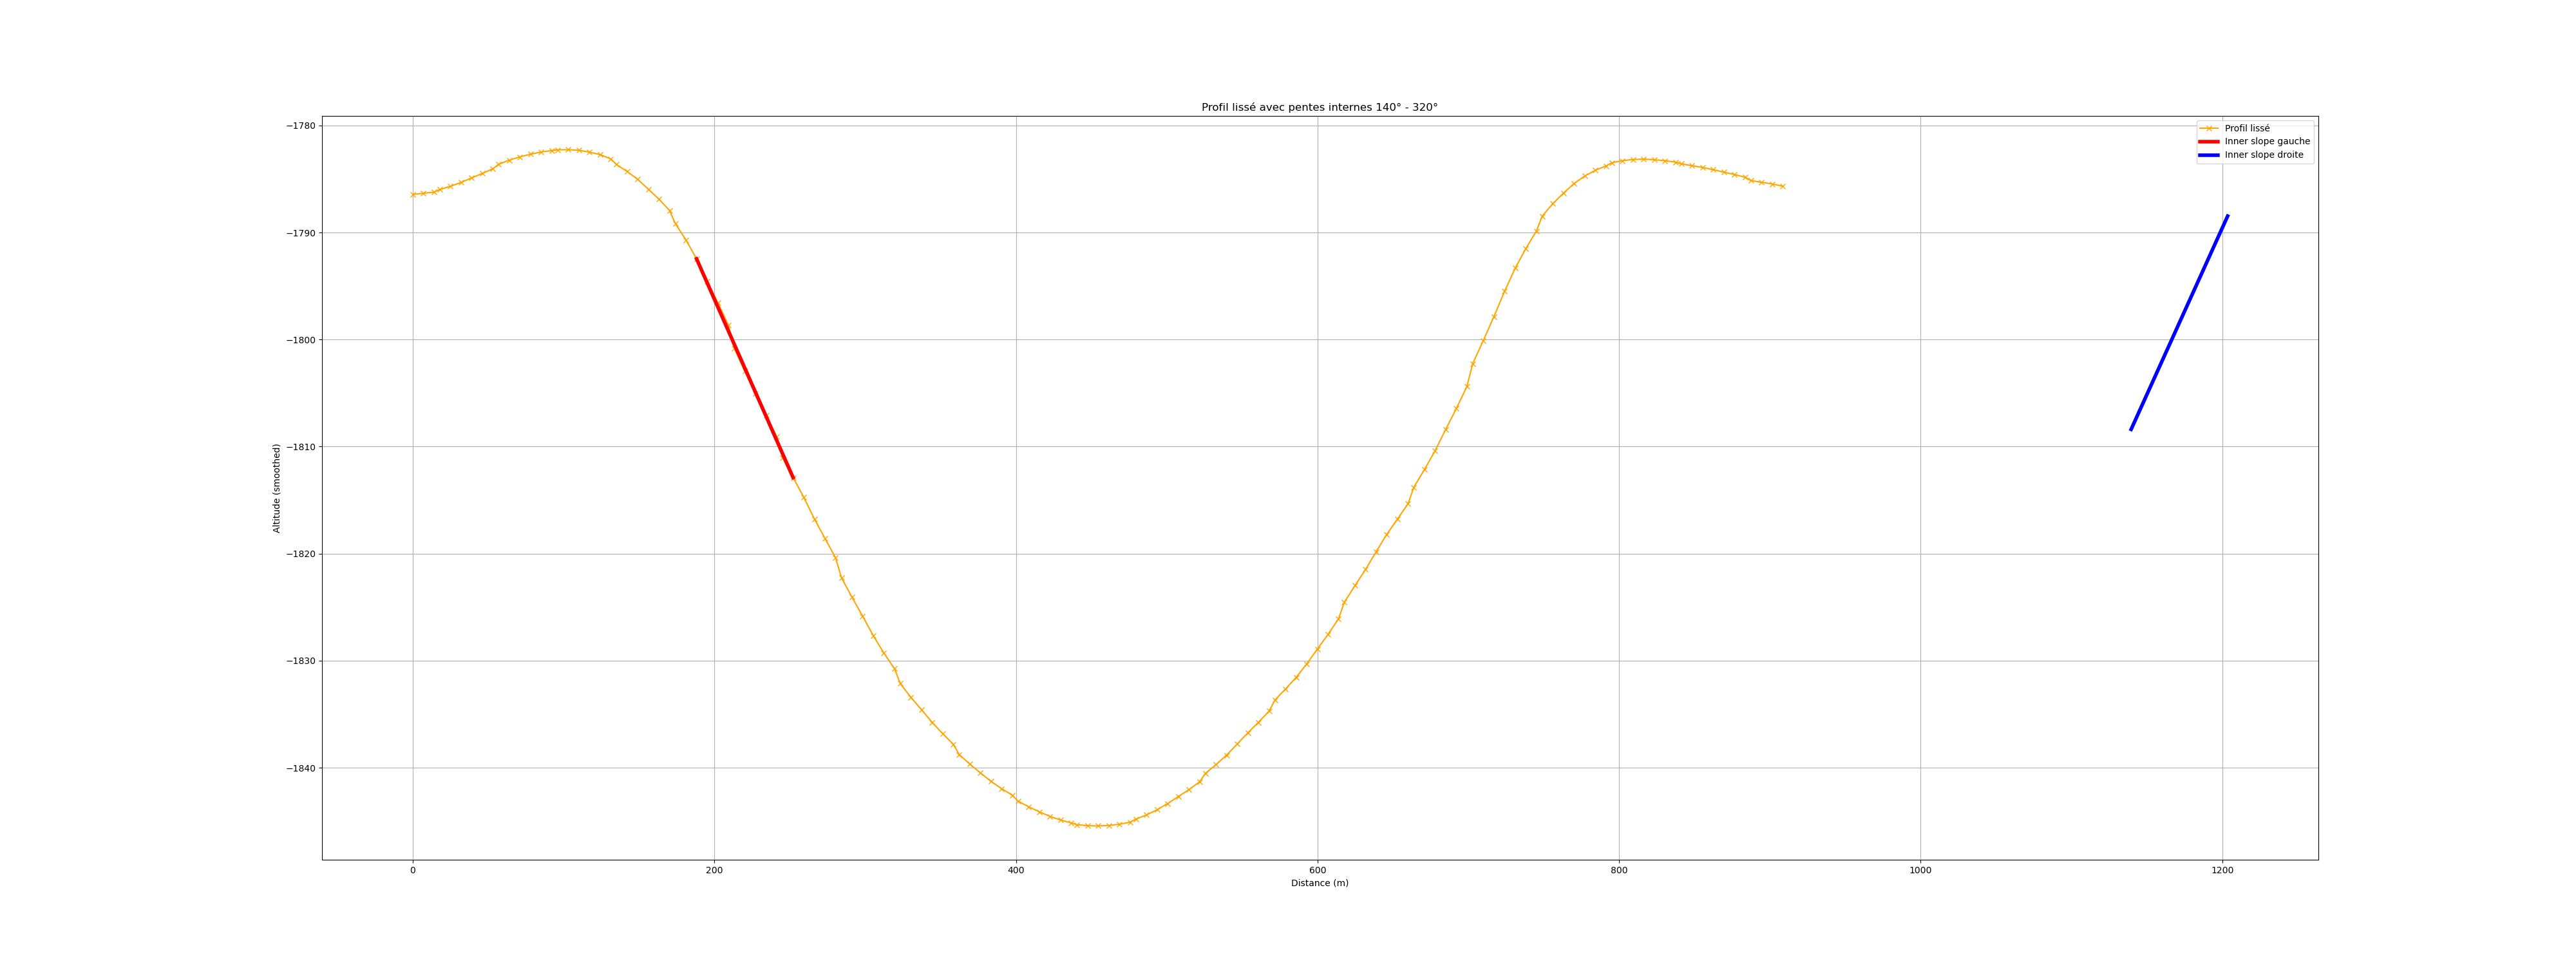 Profil lissé avec pentes internes 140° - 320°
Profil lissé
Inner slope gauche
Inner slope droite
Altitude (smoothed)
−1780
−1790
−1800
−1810
−1820
−1830
−1840
0
200
400
600
800
1000
1200
Distance (m)